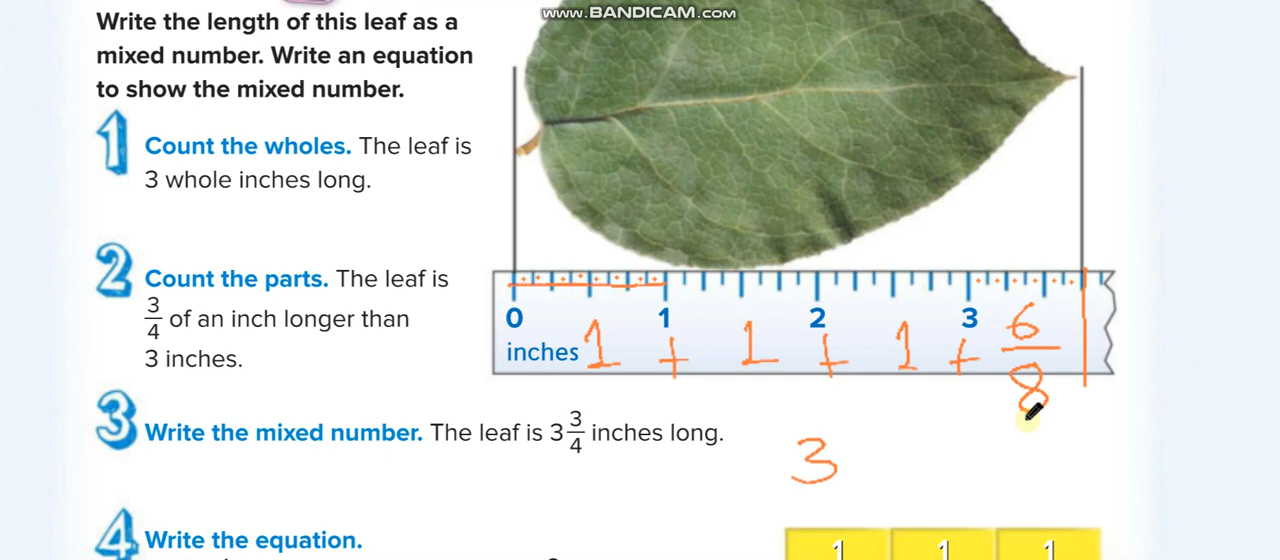 www.BANDICAM.com
Write the length of this leaf as a
mixed number. Write an equation
to show the mixed number.
1 Count the wholes. The leaf is
3 whole inches long.
2 Count the parts. The leaf is
3/4 of an inch longer than
3 inches.
0 1 2 3
inches
1 + 1 + 1 + 6/8
3 Write the mixed number. The leaf is 3 3/4 inches long.
3
4 Write the equation.
1 1 1